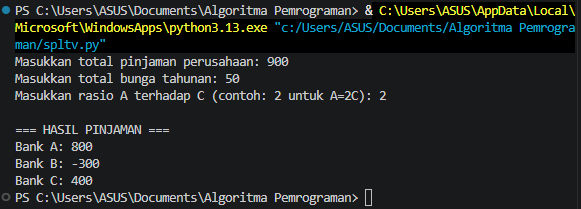 PS C:\Users\ASUS\Documents\Algoritma Pemrograman> & C:\Users\ASUS\AppData\Local\
Microsoft\WindowsApps\python3.13.exe "c:/Users/ASUS/Documents/Algoritma Pemrogra
man/spltv.py"
Masukkan total pinjaman perusahaan: 900
Masukkan total bunga tahunan: 50
Masukkan rasio A terhadap C (contoh: 2 untuk A=2C): 2
=== HASIL PINJAMAN ===
Bank A: 800
Bank B: -300
Bank C: 400
PS C:\Users\ASUS\Documents\Algoritma Pemrograman>